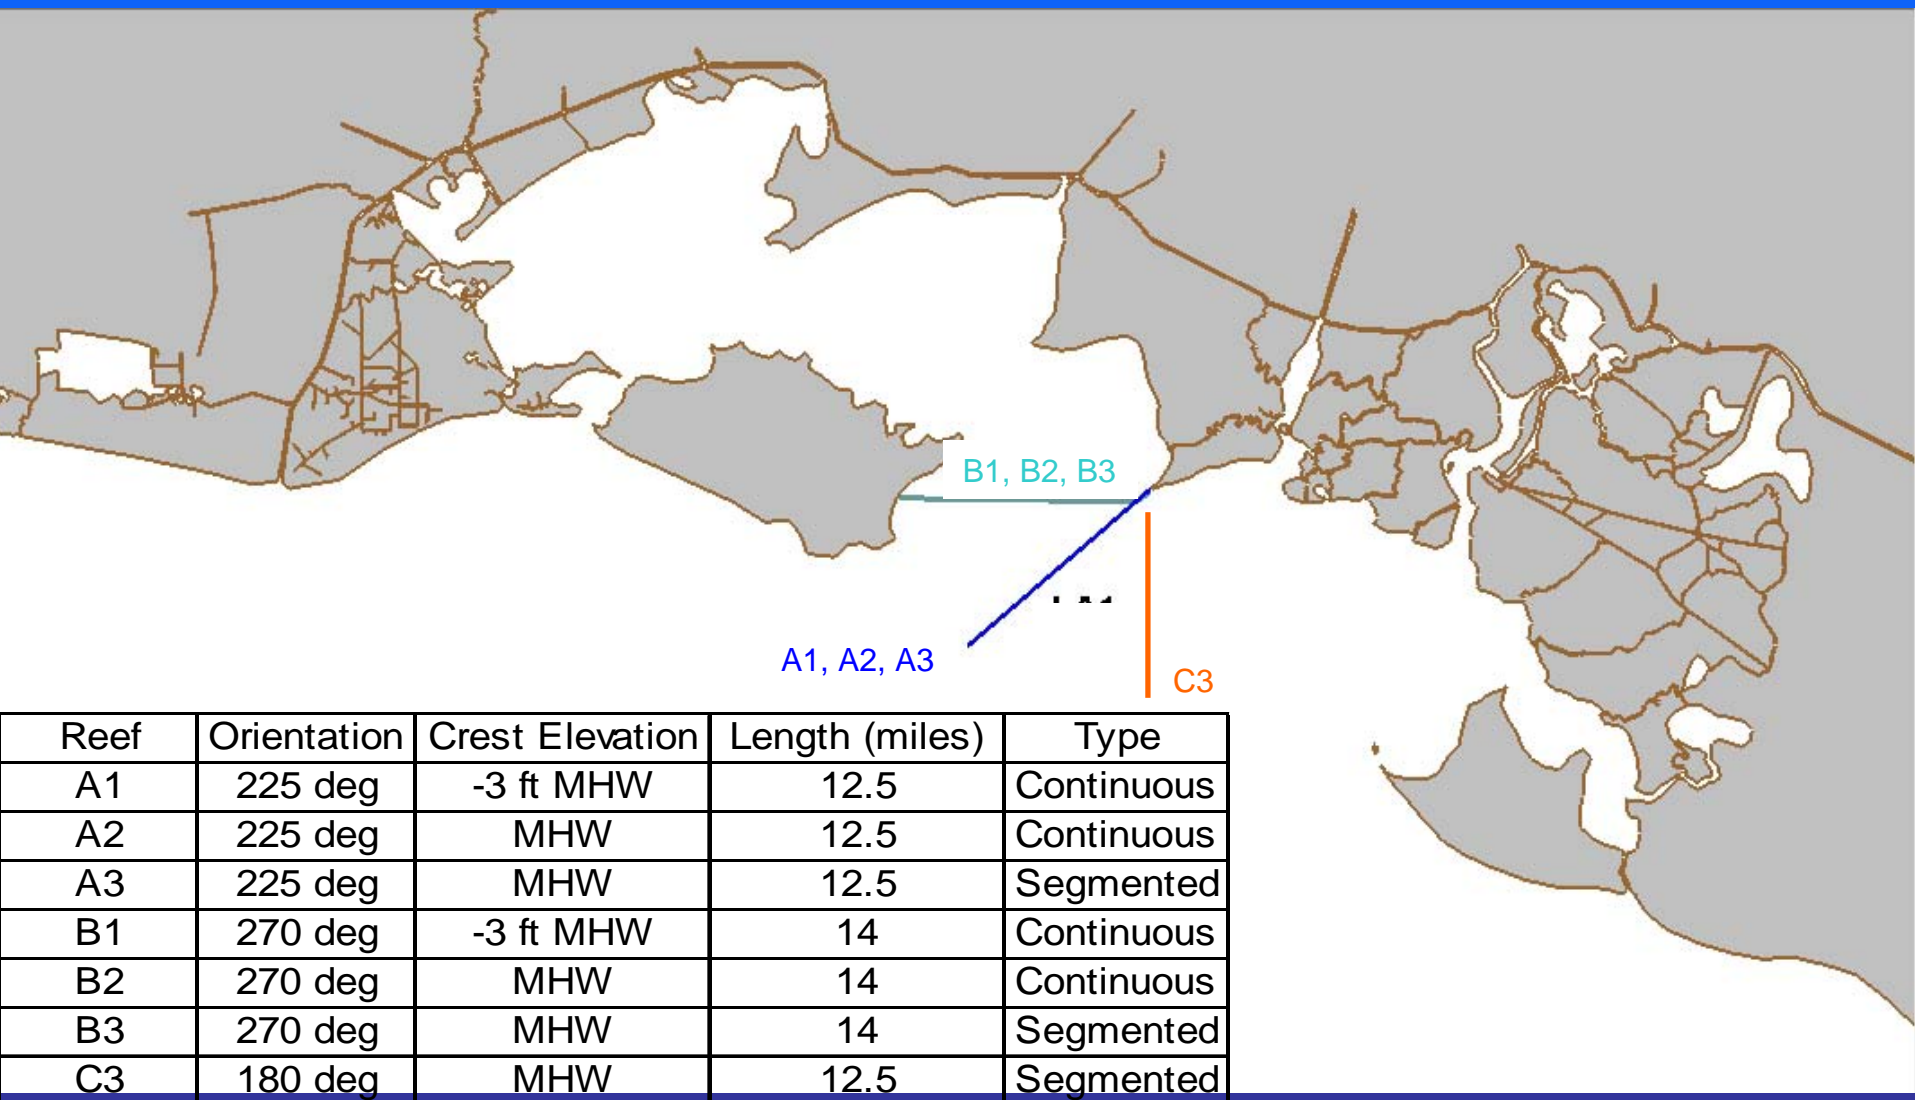 B1, B2, B3
A1, A2, A3
C3
Reef Orientation Crest Elevation Length (miles) Type
A1 225 deg -3 ft MHW 12.5 Continuous
A2 225 deg MHW 12.5 Continuous
A3 225 deg MHW 12.5 Segmented
B1 270 deg -3 ft MHW 14 Continuous
B2 270 deg MHW 14 Continuous
B3 270 deg MHW 14 Segmented
C3 180 deg MHW 12.5 Segmented